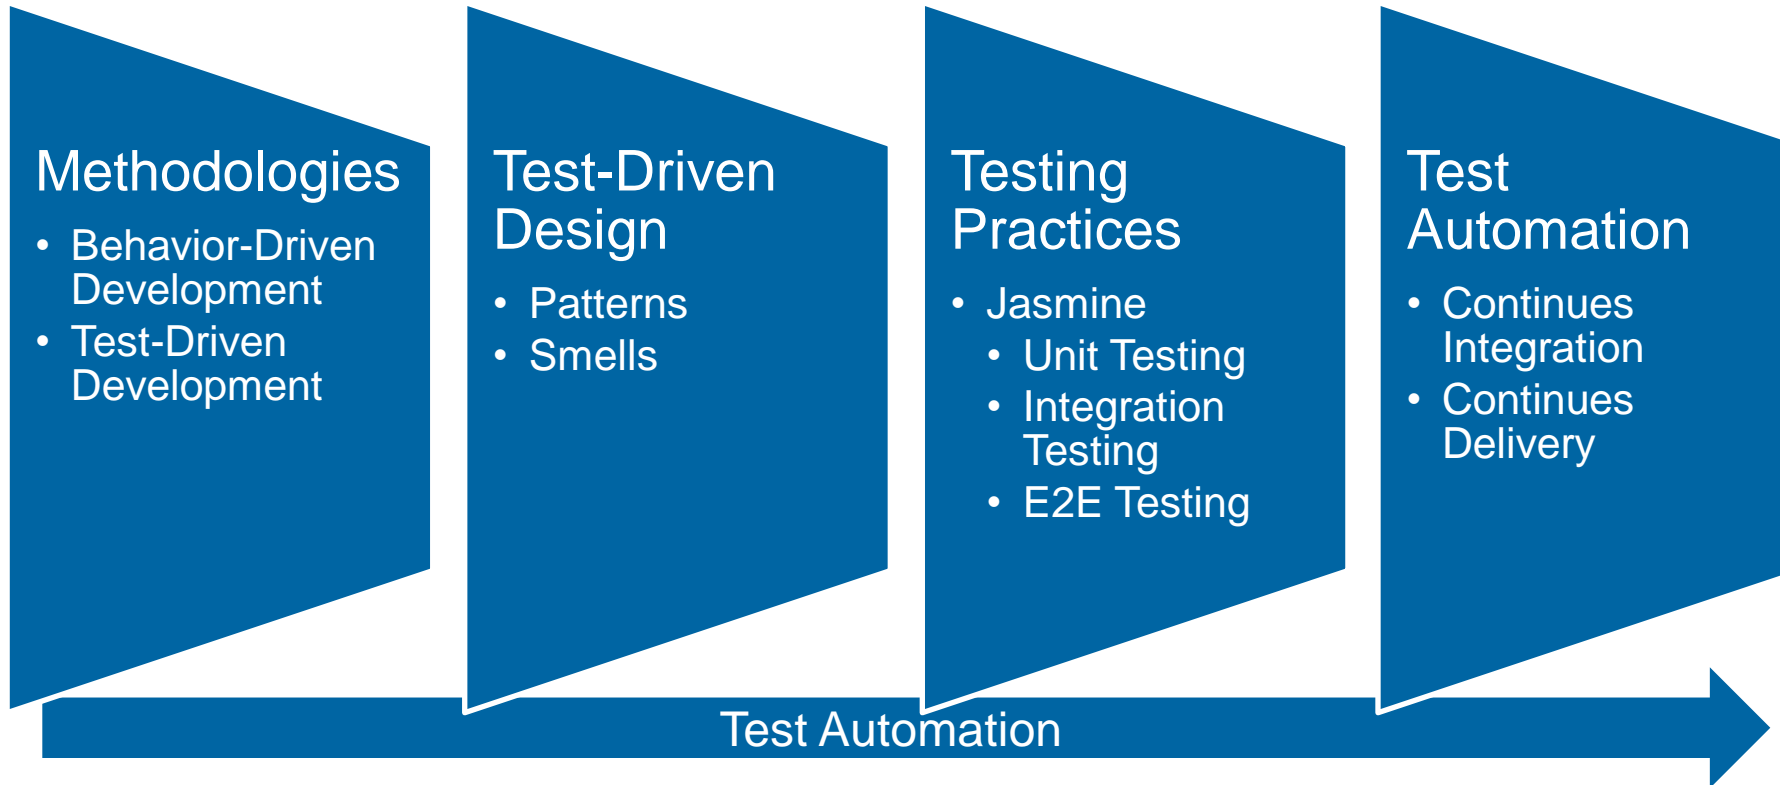 Methodologies
• Behavior-Driven
Development
• Test-Driven
Development
Test-Driven
Design
• Patterns
• Smells
Testing
Practices
• Jasmine
• Unit Testing
• Integration
Testing
• E2E Testing
Test
Automation
• Continues
Integration
• Continues
Delivery
Test Automation